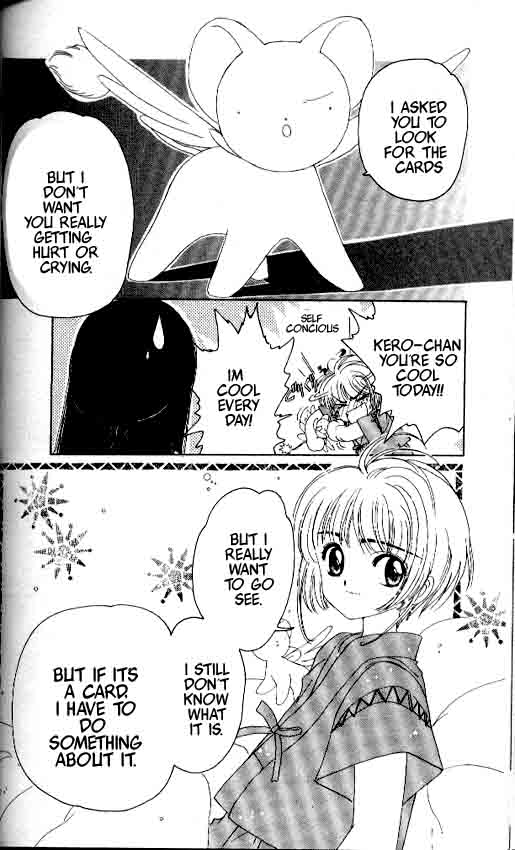 I ASKED
YOU TO
LOOK
FOR THE
CARDS
BUT I
DON'T
WANT
YOU REALLY
GETTING
HURT OR
CRYING.
KERO-CHAN
YOU'RE SO
COOL
TODAY!!
SELF
CONCIOUS
IM
COOL
EVERY
DAY!
BUT I
REALLY
WANT
TO GO
SEE.
I STILL
DON'T
KNOW
WHAT
IT IS.
BUT IF ITS
A CARD.
I HAVE TO
DO
SOMETHING
ABOUT IT.